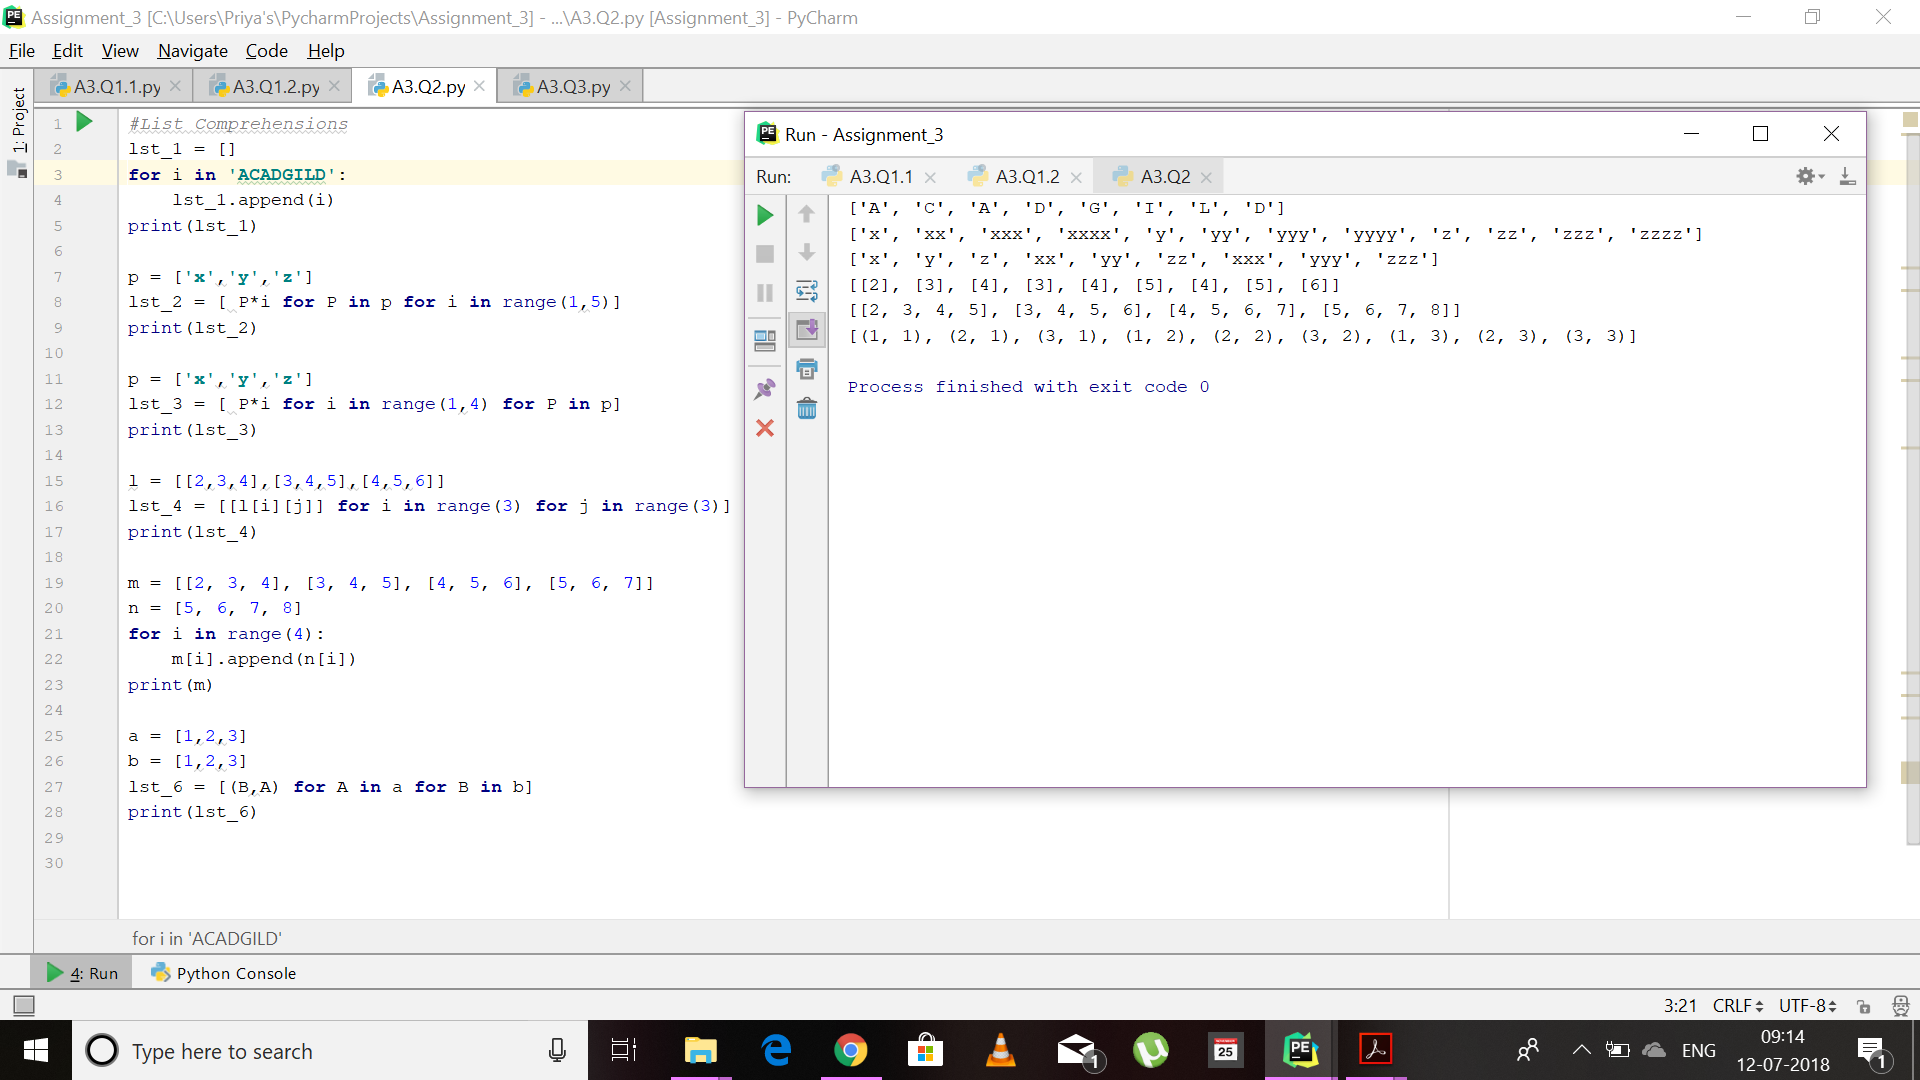 Assignment_3 [C:\Users\Priya's\PycharmProjects\Assignment_3] - ...\A3.Q2.py [Assignment_3] - PyCharm
File Edit View Navigate Code Help
A3.Q1.1.py A3.Q1.2.py A3.Q2.py A3.Q3.py
1: Project
1 #List Comprehensions
2 lst_1 = []
3 for i in 'ACADGILD':
4     lst_1.append(i)
5 print(lst_1)
6
7 p = ['x','y','z']
8 lst_2 = [ P*i for P in p for i in range(1,5)]
9 print(lst_2)
10
11 p = ['x','y','z']
12 lst_3 = [ P*i for i in range(1,4) for P in p]
13 print(lst_3)
14
15 l = [[2,3,4],[3,4,5],[4,5,6]]
16 lst_4 = [[l[i][j]] for i in range(3) for j in range(3)]
17 print(lst_4)
18
19 m = [[2, 3, 4], [3, 4, 5], [4, 5, 6], [5, 6, 7]]
20 n = [5, 6, 7, 8]
21 for i in range(4):
22     m[i].append(n[i])
23 print(m)
24
25 a = [1,2,3]
26 b = [1,2,3]
27 lst_6 = [(B,A) for A in a for B in b]
28 print(lst_6)
29
30
for i in 'ACADGILD'
PE Run - Assignment_3
Run: A3.Q1.1 A3.Q1.2 A3.Q2
['A', 'C', 'A', 'D', 'G', 'I', 'L', 'D']
['x', 'xx', 'xxx', 'xxxx', 'y', 'yy', 'yyy', 'yyyy', 'z', 'zz', 'zzz', 'zzzz']
['x', 'y', 'z', 'xx', 'yy', 'zz', 'xxx', 'yyy', 'zzz']
[[2], [3], [4], [3], [4], [5], [4], [5], [6]]
[[2, 3, 4, 5], [3, 4, 5, 6], [4, 5, 6, 7], [5, 6, 7, 8]]
[(1, 1), (2, 1), (3, 1), (1, 2), (2, 2), (3, 2), (1, 3), (2, 3), (3, 3)]
Process finished with exit code 0
4: Run Python Console
3:21 CRLF UTF-8
Type here to search
1
25
PE
ENG
09:14
12-07-2018
1